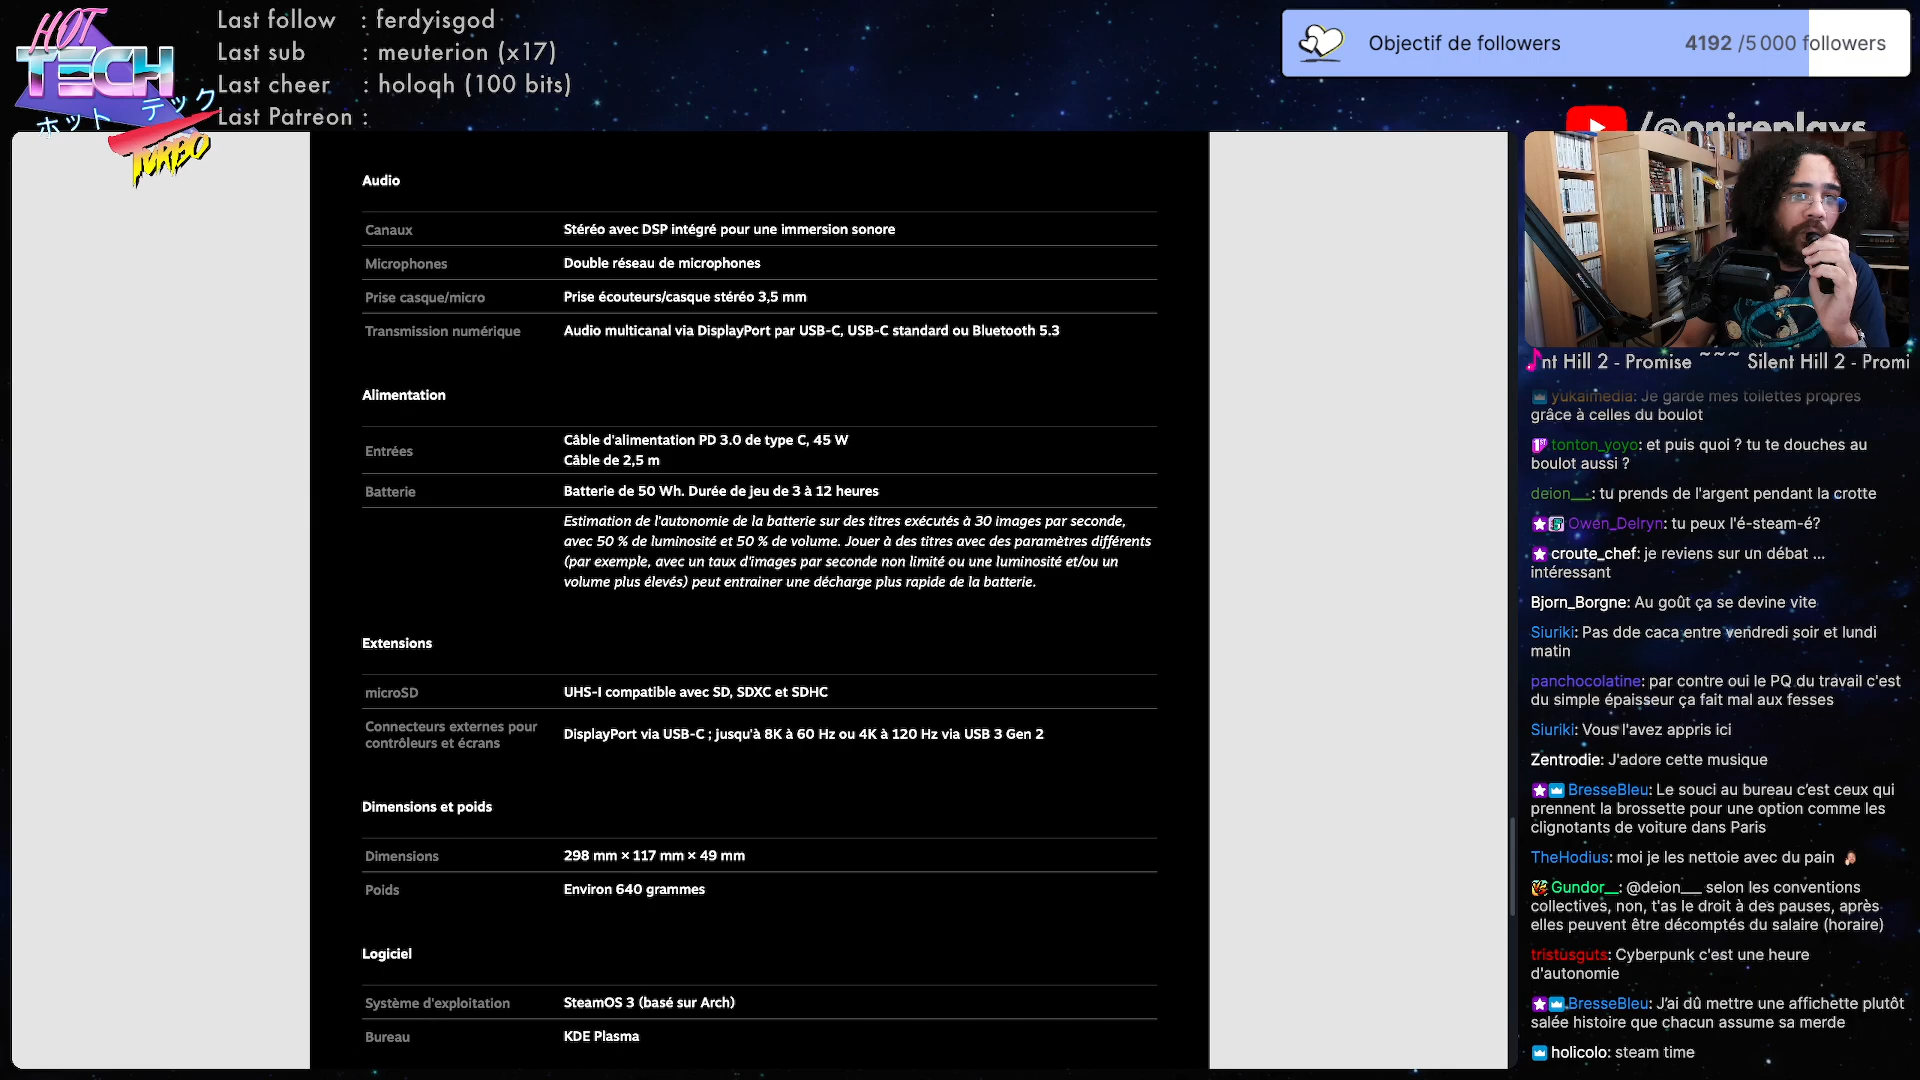 HOT
TECH
ホット テック
TURBO
Last follow : ferdyisgod
Last sub : meuterion (x17)
Last cheer : holoqh (100 bits)
Last Patreon :
Objectif de followers
4192 /5 000 followers
/@onireplays
Audio
Canaux Stéréo avec DSP intégré pour une immersion sonore
Microphones Double réseau de microphones
Prise casque/micro Prise écouteurs/casque stéréo 3,5 mm
Transmission numérique Audio multicanal via DisplayPort par USB-C, USB-C standard ou Bluetooth 5.3
Alimentation
Entrées Câble d'alimentation PD 3.0 de type C, 45 W
Câble de 2,5 m
Batterie Batterie de 50 Wh. Durée de jeu de 3 à 12 heures
Estimation de l'autonomie de la batterie sur des titres exécutés à 30 images par seconde,
avec 50 % de luminosité et 50 % de volume. Jouer à des titres avec des paramètres différents
(par exemple, avec un taux d'images par seconde non limité ou une luminosité et/ou un
volume plus élevés) peut entrainer une décharge plus rapide de la batterie.
Extensions
microSD UHS-I compatible avec SD, SDXC et SDHC
Connecteurs externes pour
contrôleurs et écrans DisplayPort via USB-C ; jusqu'à 8K à 60 Hz ou 4K à 120 Hz via USB 3 Gen 2
Dimensions et poids
Dimensions 298 mm × 117 mm × 49 mm
Poids Environ 640 grammes
Logiciel
Système d'exploitation SteamOS 3 (basé sur Arch)
Bureau KDE Plasma
nt Hill 2 - Promise ~~~ Silent Hill 2 - Promi
yukaimedia: Je garde mes toilettes propres
grâce à celles du boulot
tonton_yoyo: et puis quoi ? tu te douches au
boulot aussi ?
deion__: tu prends de l'argent pendant la crotte
Owen_Delryn: tu peux l'é-steam-é?
croute_chef: je reviens sur un débat ...
intéressant
Bjorn_Borgne: Au goût ça se devine vite
Siuriki: Pas dde caca entre vendredi soir et lundi
matin
panchocolatine: par contre oui le PQ du travail c'est
du simple épaisseur ça fait mal aux fesses
Siuriki: Vous l'avez appris ici
Zentrodie: J'adore cette musique
BresseBleu: Le souci au bureau c’est ceux qui
prennent la brossette pour une option comme les
clignotants de voiture dans Paris
TheHodius: moi je les nettoie avec du pain
Gundor__: @deion__ selon les conventions
collectives, non, t'as le droit à des pauses, après
elles peuvent être décomptés du salaire (horaire)
tristusguts: Cyberpunk c'est une heure
d'autonomie
BresseBleu: J’ai dû mettre une affichette plutôt
salée histoire que chacun assume sa merde
holicolo: steam time